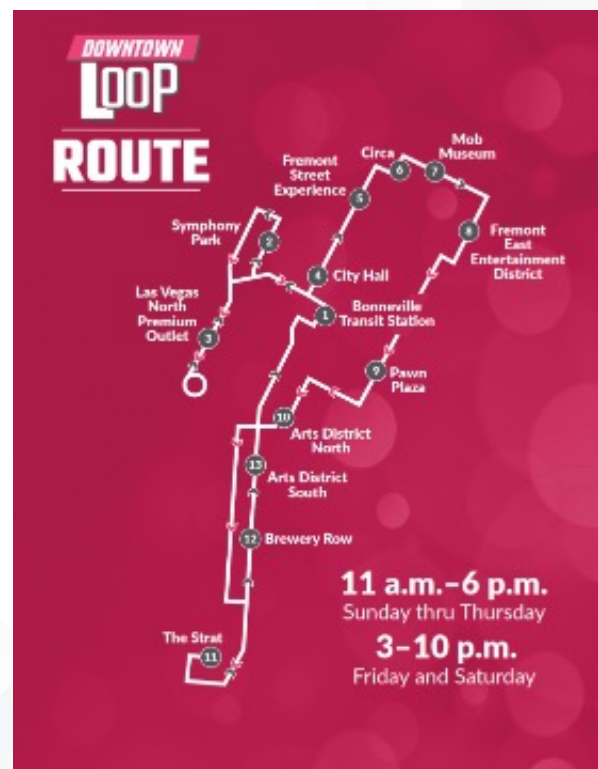 DOWNTOWN
LOOP
ROUTE
Circa
Mob
Museum
Fremont
Street
Experience
6
7
5
Symphony
Park
2
8
Fremont
East
Entertainment
District
4
City Hall
Las Vegas
North
Premium
Outlet
3
1
Bonneville
Transit Station
9
Pawn
Plaza
10
Arts District
North
13
Arts District
South
12
Brewery Row
11 a.m.–6 p.m.
Sunday thru Thursday
3–10 p.m.
Friday and Saturday
The Strat
11